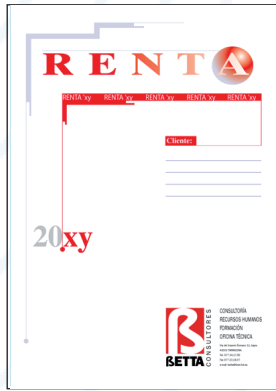 RENTA
RENTA 'xy RENTA 'xy RENTA 'xy RENTA 'xy RENTA 'xy
Cliente:
20xy
BETTA
CONSULTORES
CONSULTORÍA
RECURSOS HUMANOS
FORMACIÓN
OFICINA TÉCNICA